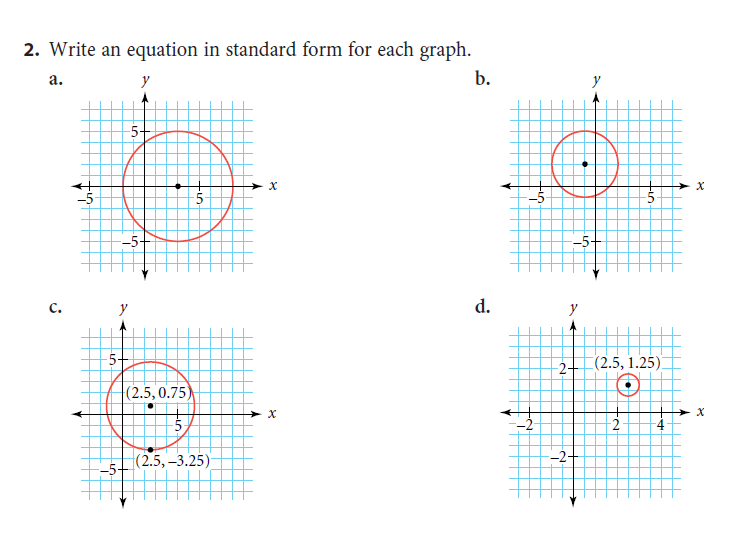 2. Write an equation in standard form for each graph.
a.
y
5
x
–5
5
–5
b.
y
x
–5
5
–5
c.
y
5
(2.5, 0.75)
x
5
(2.5, –3.25)
–5
d.
y
2
(2.5, 1.25)
x
–2
2
4
–2